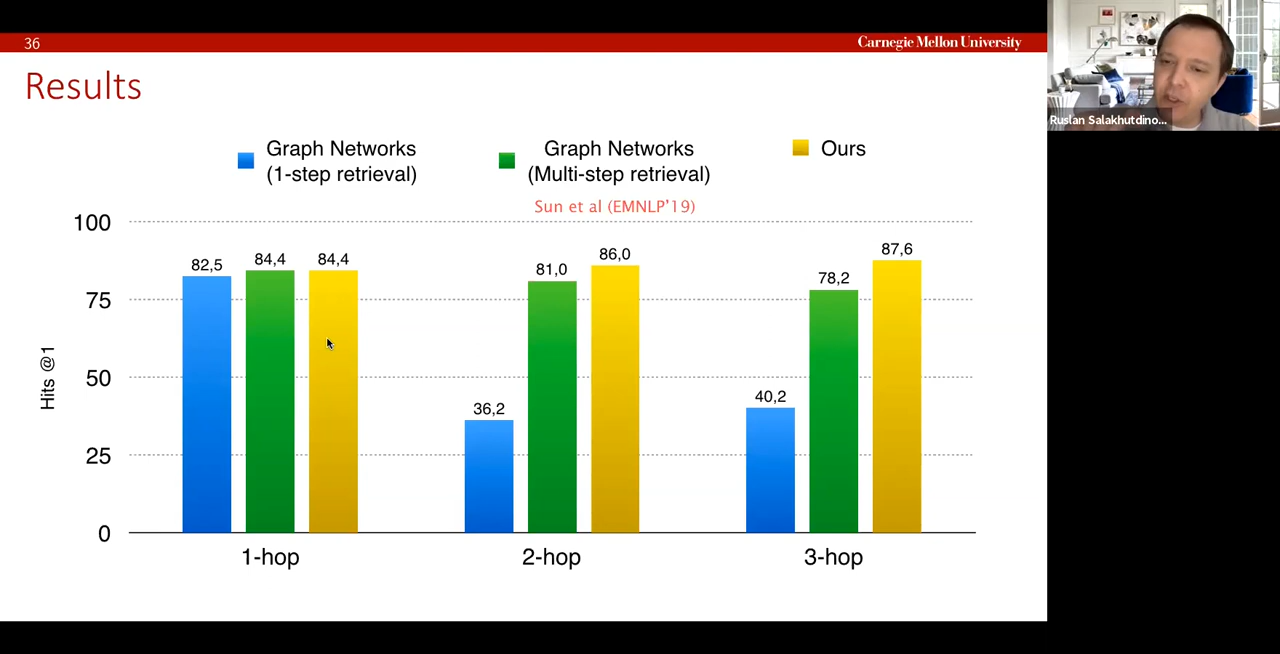 36
Carnegie Mellon University
Ruslan Salakhutdino...
Results
Graph Networks
(1-step retrieval)
Graph Networks
(Multi-step retrieval)
Ours
Sun et al (EMNLP'19)
100
75
50
25
0
Hits @1
82,5
84,4
84,4
36,2
81,0
86,0
40,2
78,2
87,6
1-hop
2-hop
3-hop